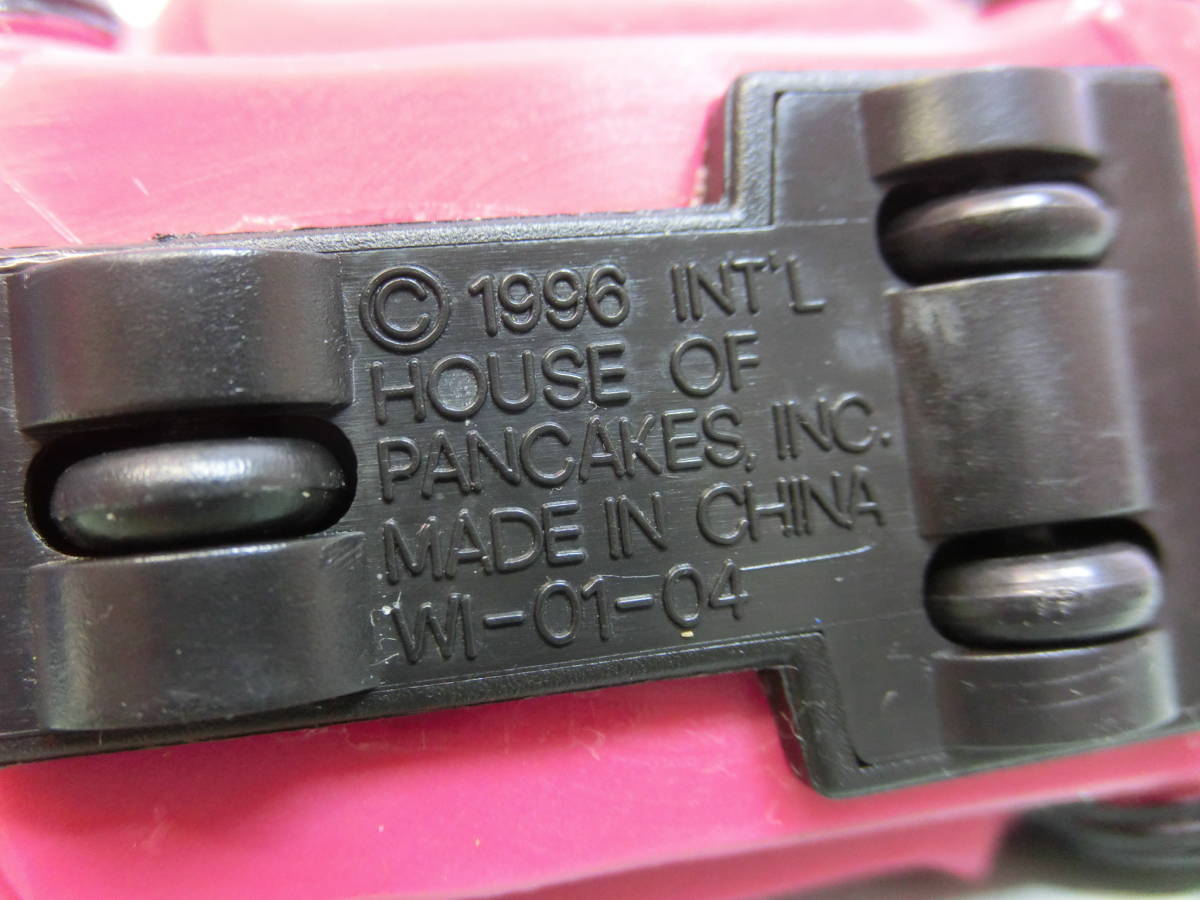 © 1996 INT'L
HOUSE OF
PANCAKES, INC.
MADE IN CHINA
WI-01-04